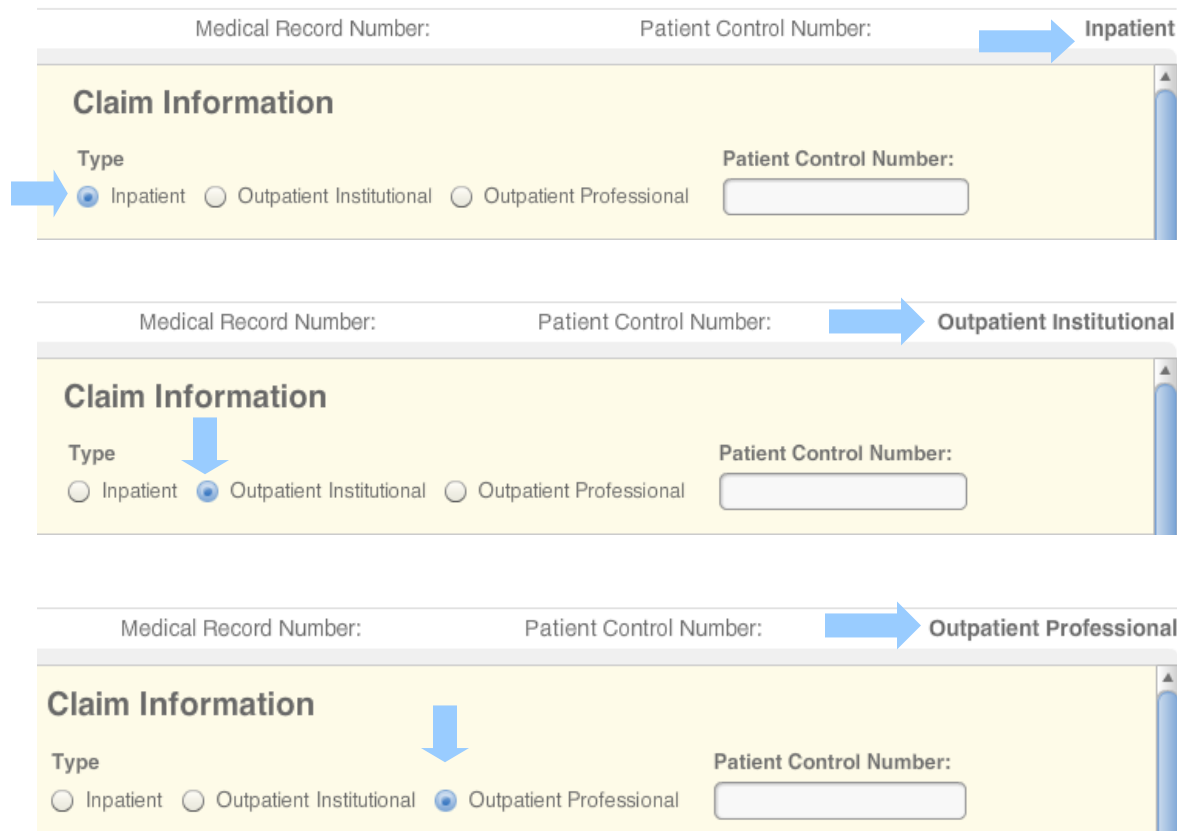 Medical Record Number: Patient Control Number: Inpatient
Claim Information
Type Patient Control Number:
Inpatient Outpatient Institutional Outpatient Professional
Medical Record Number: Patient Control Number: Outpatient Institutional
Claim Information
Type Patient Control Number:
Inpatient Outpatient Institutional Outpatient Professional
Medical Record Number: Patient Control Number: Outpatient Professional
Claim Information
Type Patient Control Number:
Inpatient Outpatient Institutional Outpatient Professional